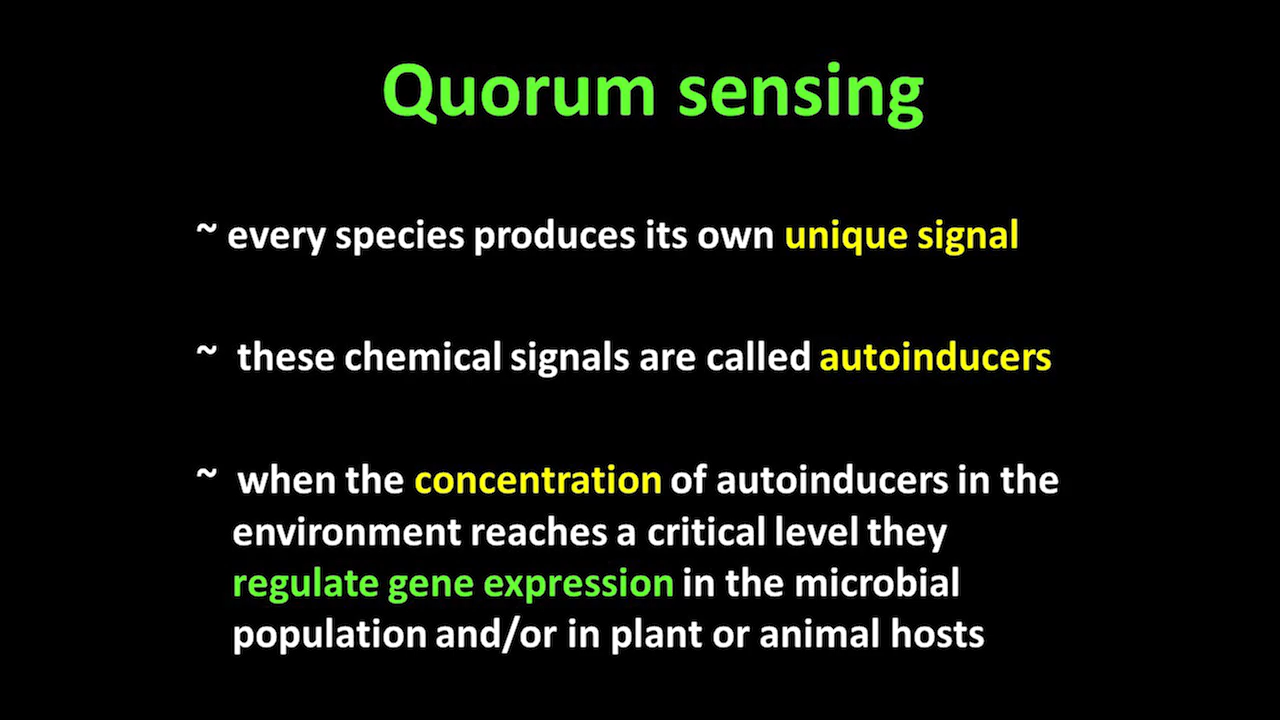 Quorum sensing
~ every species produces its own unique signal
~ these chemical signals are called autoinducers
~ when the concentration of autoinducers in the
environment reaches a critical level they
regulate gene expression in the microbial
population and/or in plant or animal hosts